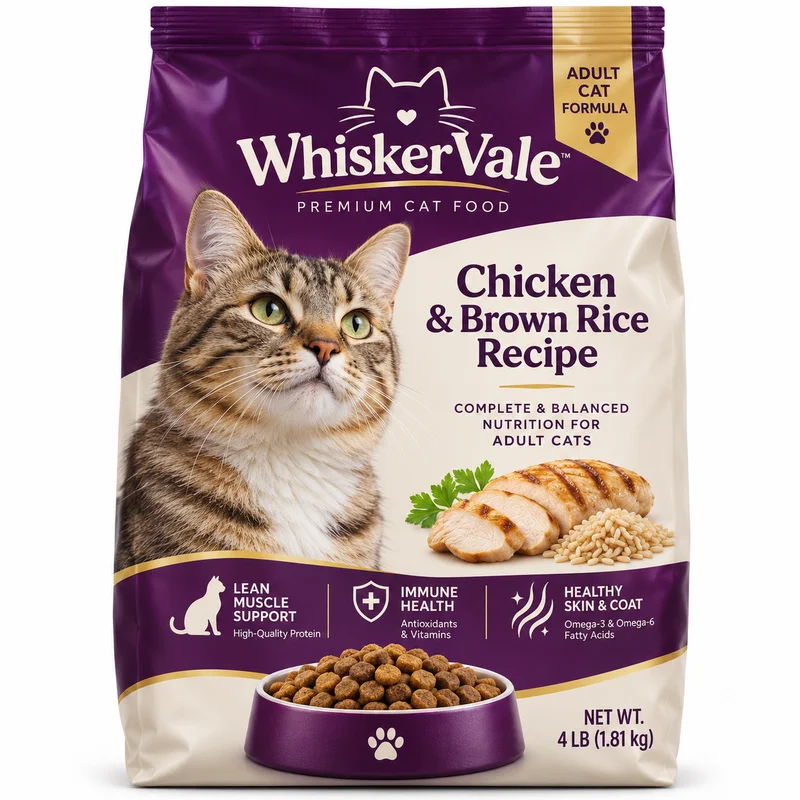 ADULT
CAT
FORMULA
WhiskerVale™
PREMIUM CAT FOOD
Chicken
& Brown Rice
Recipe
COMPLETE & BALANCED
NUTRITION FOR
ADULT CATS
LEAN
MUSCLE
SUPPORT
High-Quality Protein
IMMUNE
HEALTH
Antioxidants
& Vitamins
HEALTHY
SKIN & COAT
Omega-3 & Omega-6
Fatty Acids
NET WT.
4 LB (1.81 kg)